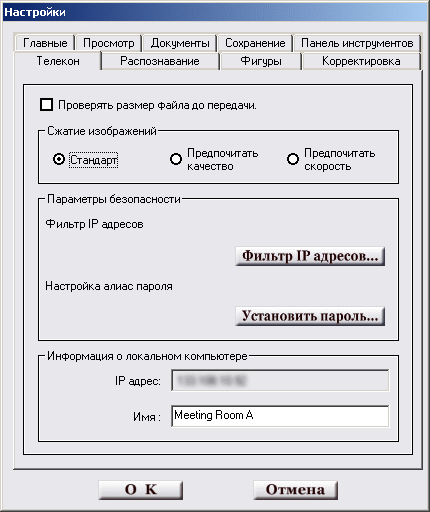 Настройки
Главные Просмотр Документы Сохранение Панель инструментов
Телекон Распознавание Фигуры Корректировка
Проверять размер файла до передачи.
Сжатие изображений
Стандарт
Предпочитать
качество
Предпочитать
скорость
Параметры безопасности
Фильтр IP адресов
Фильтр IP адресов...
Настройка алиас пароля
Установить пароль...
Информация о локальном компьютере
IP адрес:
Имя : Meeting Room A
О К Отмена